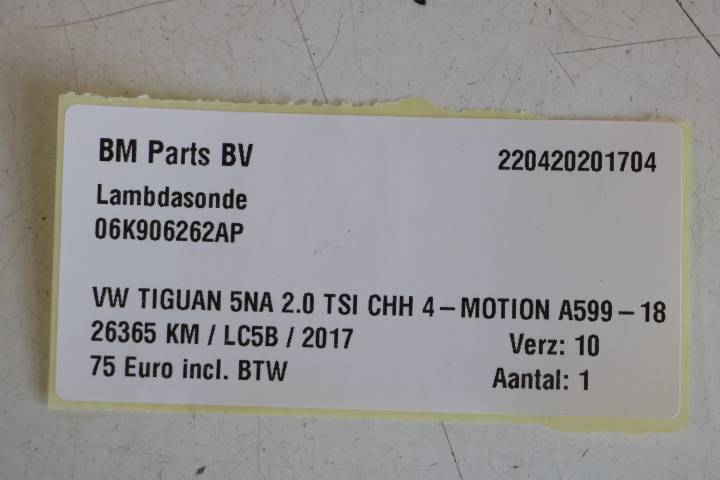 BM Parts BV 220420201704
Lambdasonde
06K906262AP
VW TIGUAN 5NA 2.0 TSI CHH 4-MOTION A599-18
26365 KM / LC5B / 2017 Verz: 10
75 Euro incl. BTW Aantal: 1